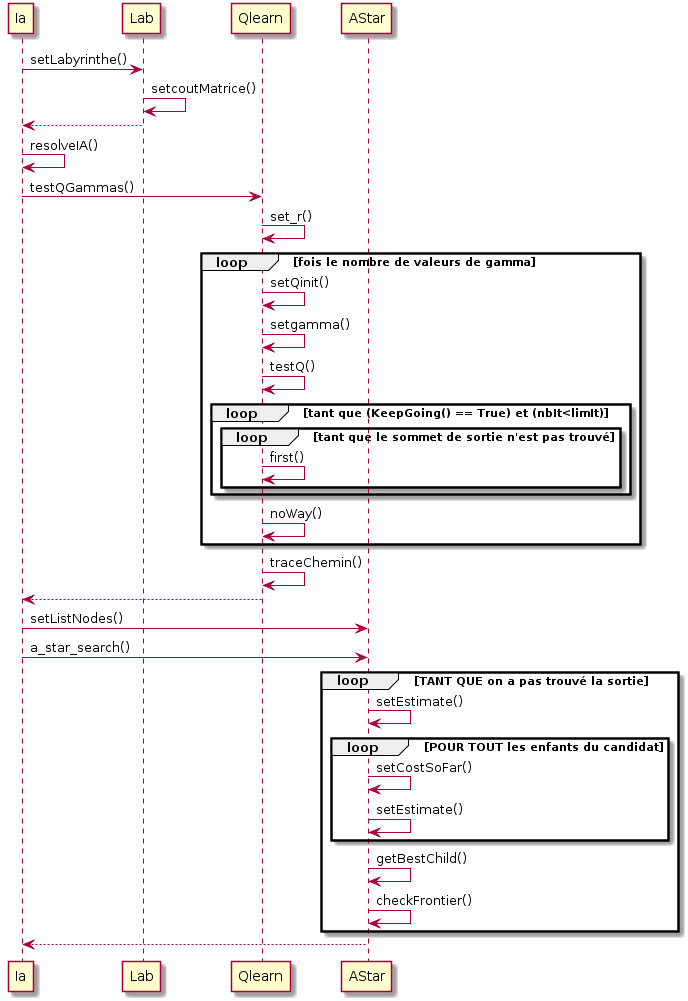 Ia
Lab
Qlearn
AStar
setLabyrinthe()
setcoutMatrice()
resolveIA()
testQGammas()
set_r()
loop [fois le nombre de valeurs de gamma]
setQinit()
setgamma()
testQ()
loop [tant que (KeepGoing() == True) et (nbIt<limIt)]
loop [tant que le sommet de sortie n'est pas trouvé]
first()
noWay()
traceChemin()
setListNodes()
a_star_search()
loop [TANT QUE on a pas trouvé la sortie]
setEstimate()
loop [POUR TOUT les enfants du candidat]
setCostSoFar()
setEstimate()
getBestChild()
checkFrontier()
Ia
Lab
Qlearn
AStar